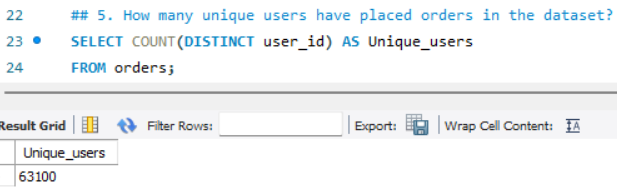 22 ## 5. How many unique users have placed orders in the dataset?
23 SELECT COUNT(DISTINCT user_id) AS Unique_users
24 FROM orders;
Result Grid Filter Rows: Export: Wrap Cell Content: IA
Unique_users
63100